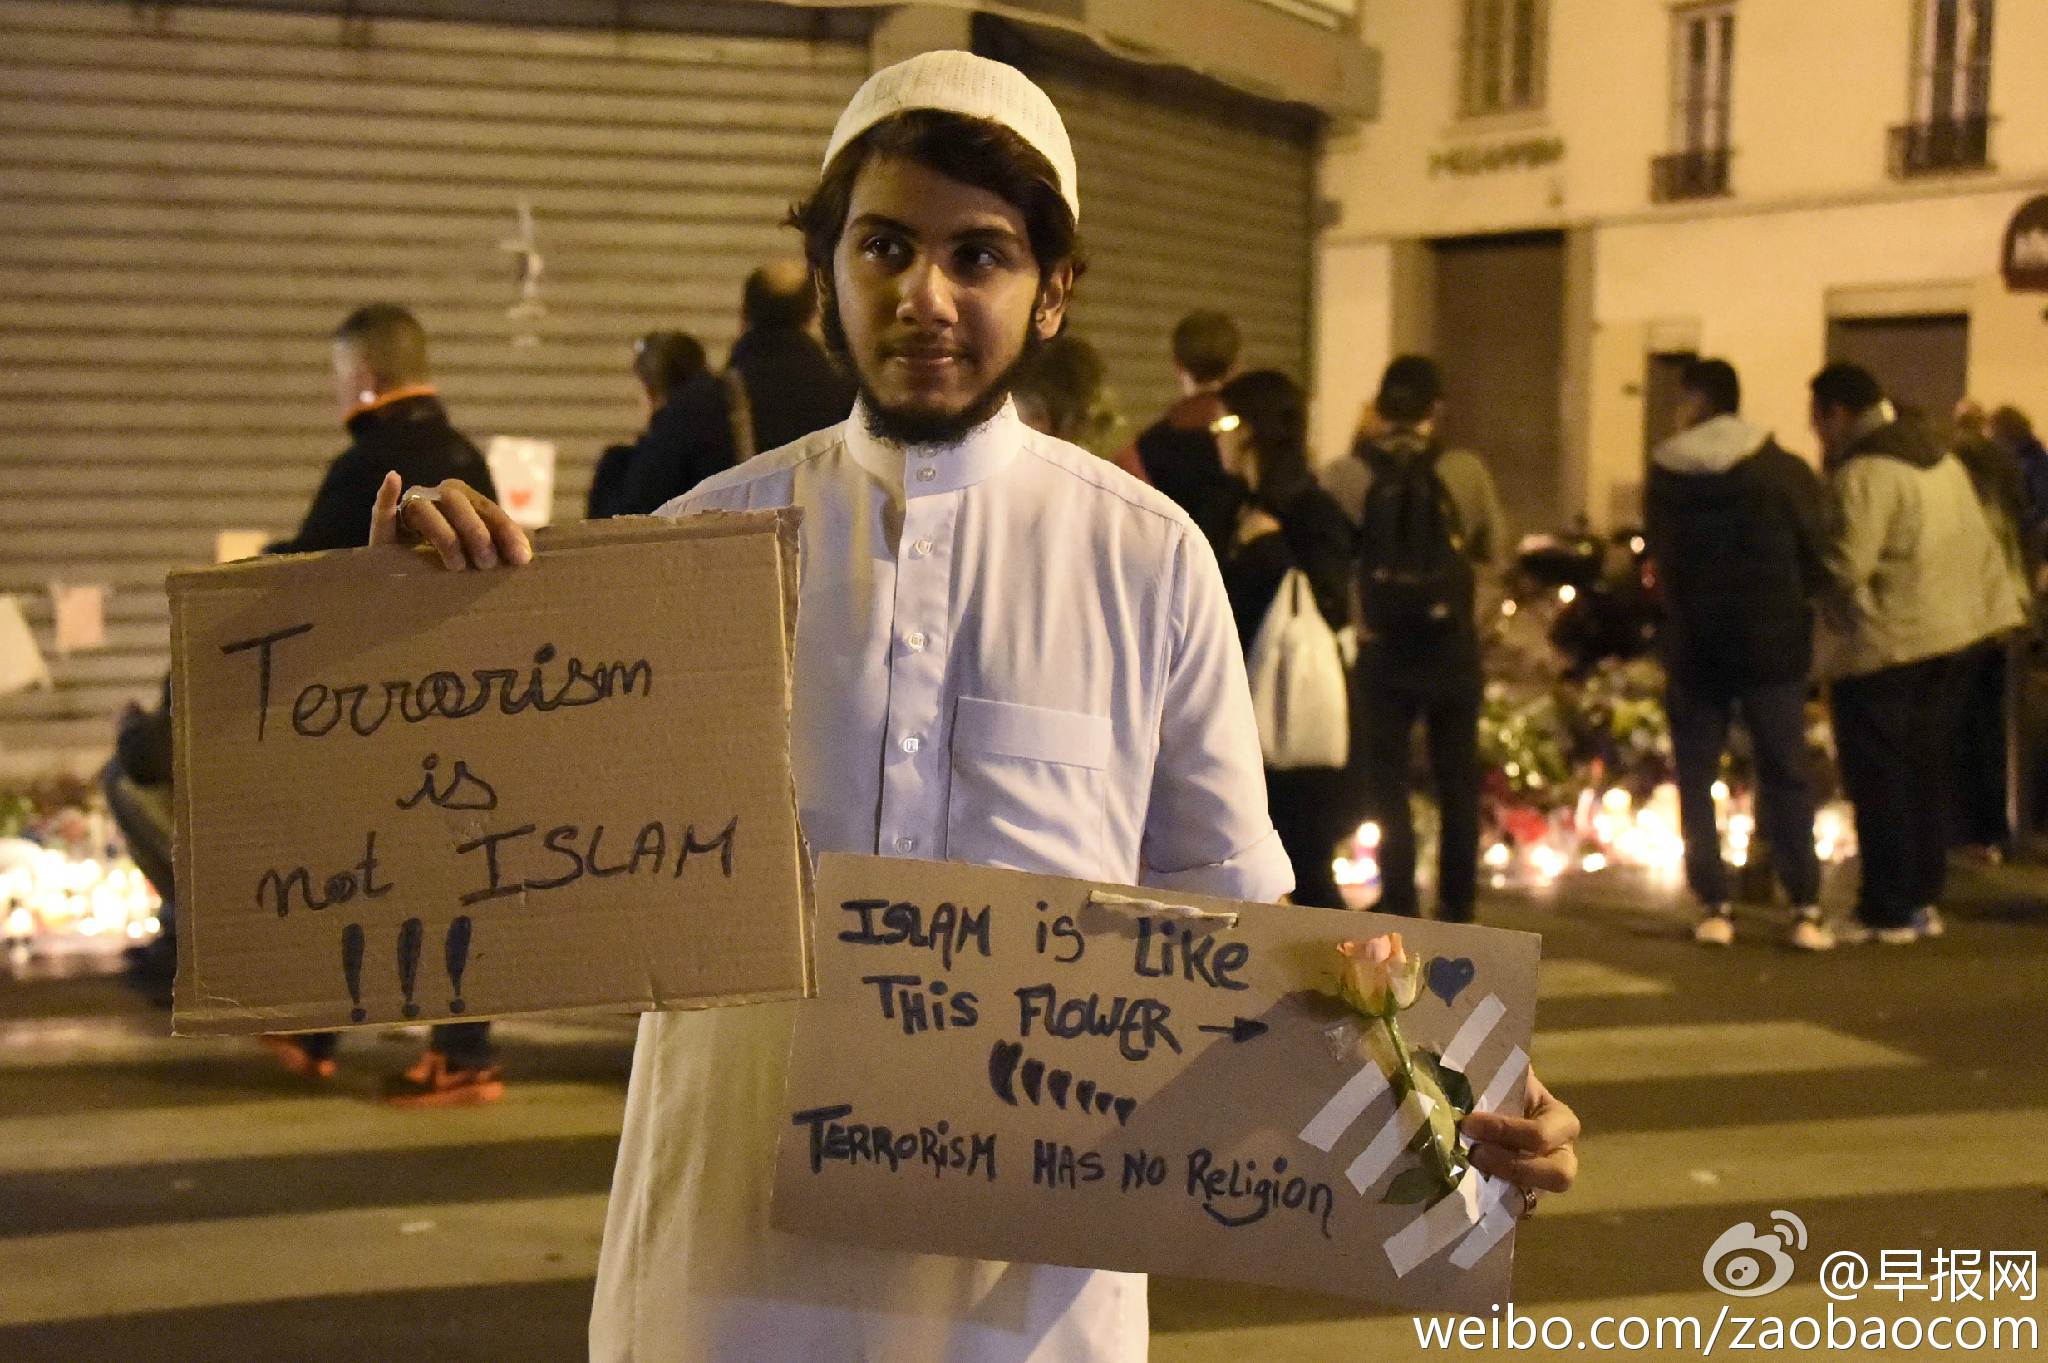 Terrorism
is
not ISLAM
!!!
ISLAM is Like
THis FLOWER →
TERRORiSM HAS NO Religion
@早报网
weibo.com/zaobaocom